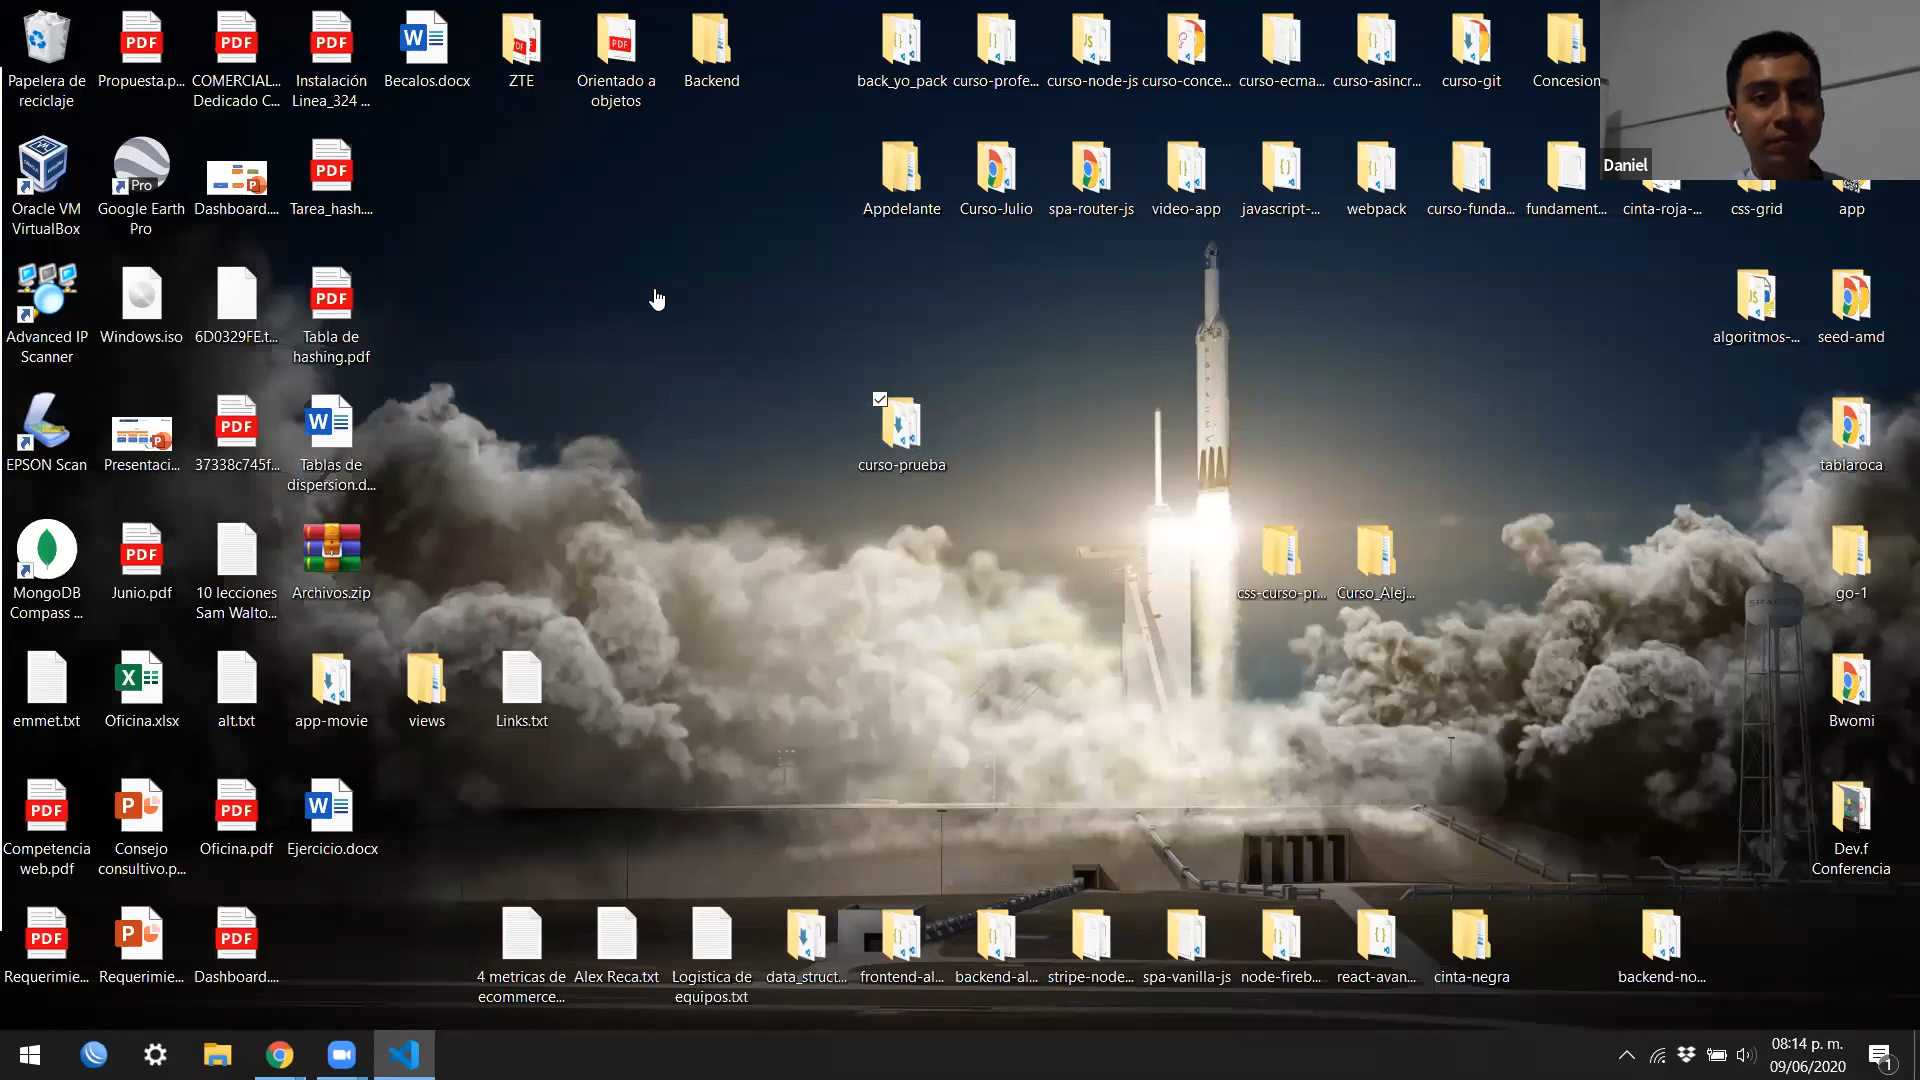 Papelera de
reciclaje
Propuesta.p...
COMERCIAL...
Dedicado C...
Instalación
Linea_324 ...
Becalos.docx
ZTE
Orientado a
objetos
Backend
back_yo_pack
curso-profe...
curso-node-js
curso-conce...
curso-ecma...
curso-asincr...
curso-git
Concesion
Daniel
Oracle VM
VirtualBox
Google Earth
Pro
Dashboard....
Tarea_hash....
Appdelante
Curso-Julio
spa-router-js
video-app
javascript-...
webpack
curso-funda...
fundament...
cinta-roja-...
css-grid
app
Advanced IP
Scanner
Windows.iso
6D0329FE.t...
Tabla de
hashing.pdf
algoritmos-...
seed-amd
EPSON Scan
Presentaci...
37338c745f...
Tablas de
dispersion.d...
curso-prueba
tablaroca
MongoDB
Compass ...
Junio.pdf
10 lecciones
Sam Walto...
Archivos.zip
css-curso-pr...
Curso_Alej...
go-1
emmet.txt
Oficina.xlsx
alt.txt
app-movie
views
Links.txt
Bwomi
Competencia
web.pdf
Consejo
consultivo.p...
Oficina.pdf
Ejercicio.docx
Dev.f
Conferencia
Requerimie...
Requerimie...
Dashboard....
4 metricas de
ecommerce...
Alex Reca.txt
Logistica de
equipos.txt
data_struct...
frontend-al...
backend-al...
stripe-node...
spa-vanilla-js
node-fireb...
react-avan...
cinta-negra
backend-no...
08:14 p. m.
09/06/2020
1